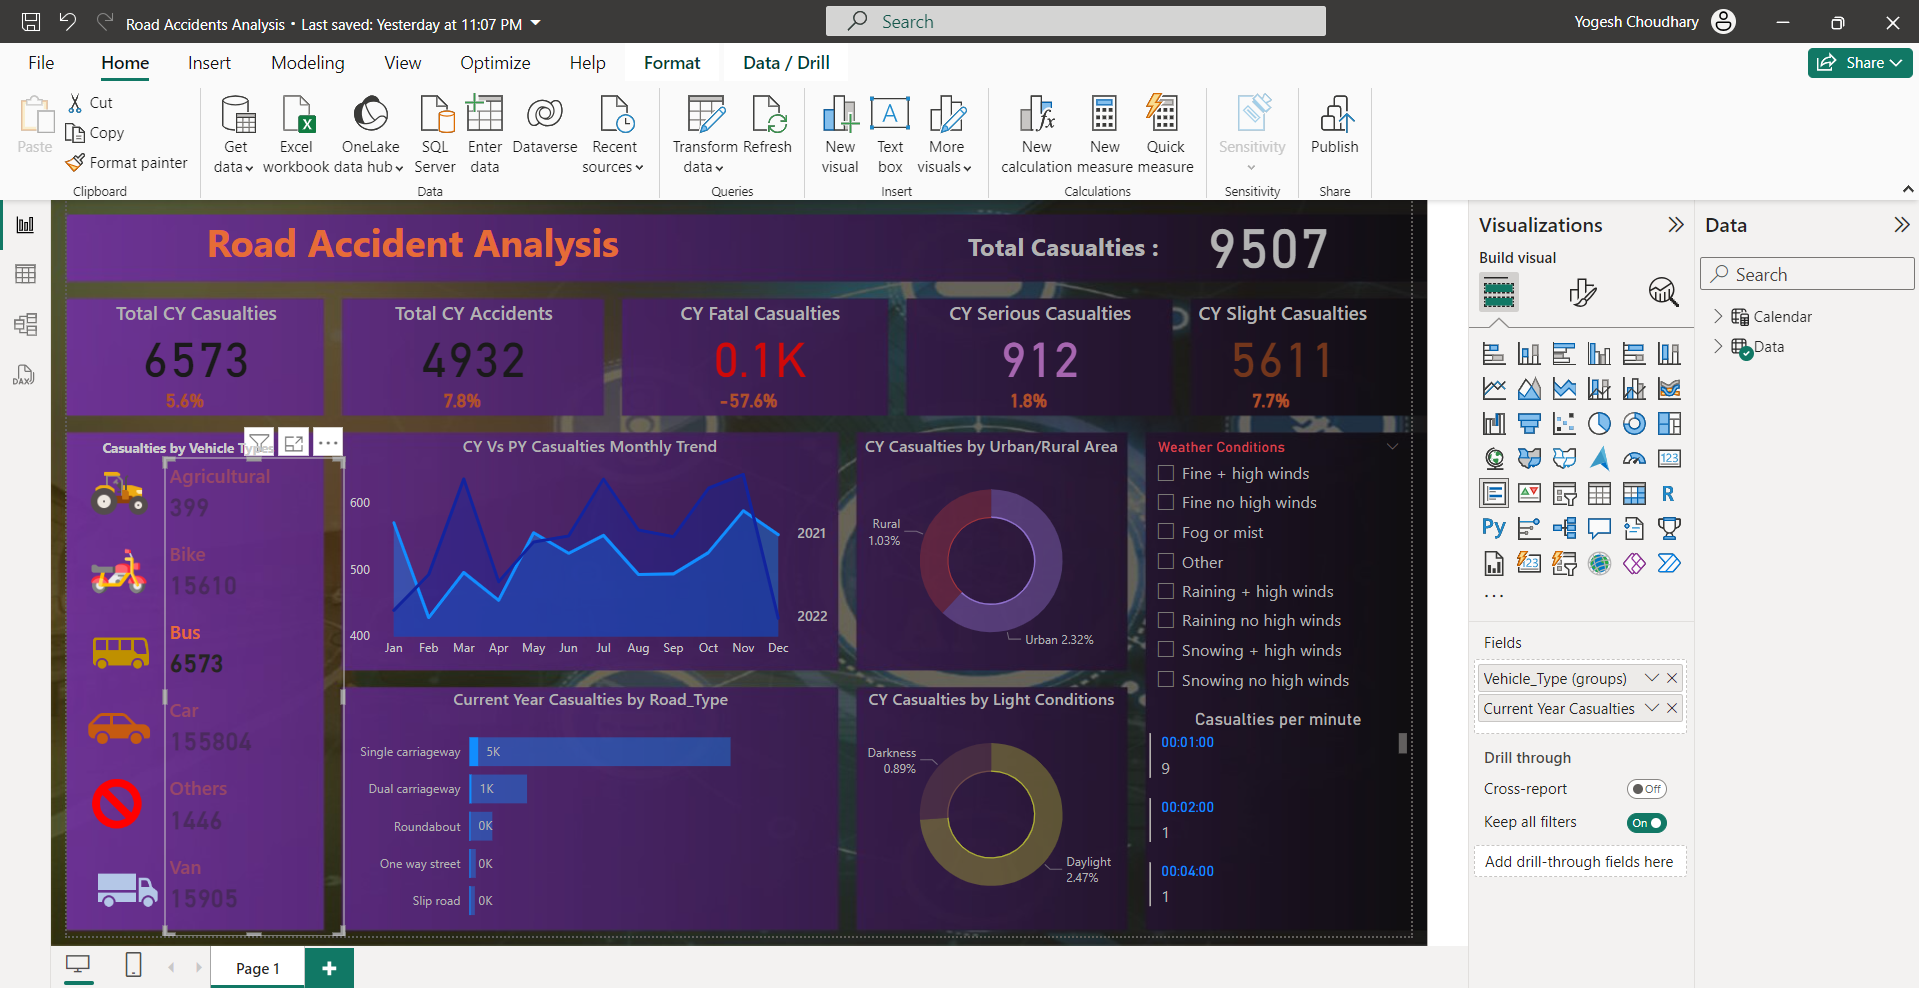 Road Accidents Analysis • Last saved: Yesterday at 11:07 PM
Search
Yogesh Choudhary
File Home Insert Modeling View Optimize Help Format Data / Drill
Share
Paste
Cut
Copy
Format painter
Clipboard
Get data
Excel workbook
OneLake data hub
SQL Server
Enter data
Dataverse
Recent sources
Data
Transform data
Refresh
Queries
New visual
Text box
More visuals
Insert
New calculation
New measure
Quick measure
Calculations
Sensitivity
Sensitivity
Publish
Share
Road Accident Analysis
Total Casualties :
9507
Total CY Casualties
6573
5.6%
Total CY Accidents
4932
7.8%
CY Fatal Casualties
0.1K
-57.6%
CY Serious Casualties
912
1.8%
CY Slight Casualties
5611
7.7%
Casualties by Vehicle Types
Agricultural
399
Bike
15610
Bus
6573
Car
155804
Others
1446
Van
15905
CY Vs PY Casualties Monthly Trend
600
500
400
2021
2022
Jan Feb Mar Apr May Jun Jul Aug Sep Oct Nov Dec
CY Casualties by Urban/Rural Area
Rural
1.03%
Urban 2.32%
Current Year Casualties by Road_Type
Single carriageway 5K
Dual carriageway 1K
Roundabout 0K
One way street 0K
Slip road 0K
CY Casualties by Light Conditions
Darkness
0.89%
Daylight
2.47%
Weather Conditions
Fine + high winds
Fine no high winds
Fog or mist
Other
Raining + high winds
Raining no high winds
Snowing + high winds
Snowing no high winds
Casualties per minute
00:01:00
9
00:02:00
1
00:04:00
1
Visualizations
Build visual
123
R
Py
123
...
Fields
Vehicle_Type (groups)
Current Year Casualties
Drill through
Cross-report
Off
Keep all filters
On
Add drill-through fields here
Data
Search
Calendar
Data
DAX
Page 1